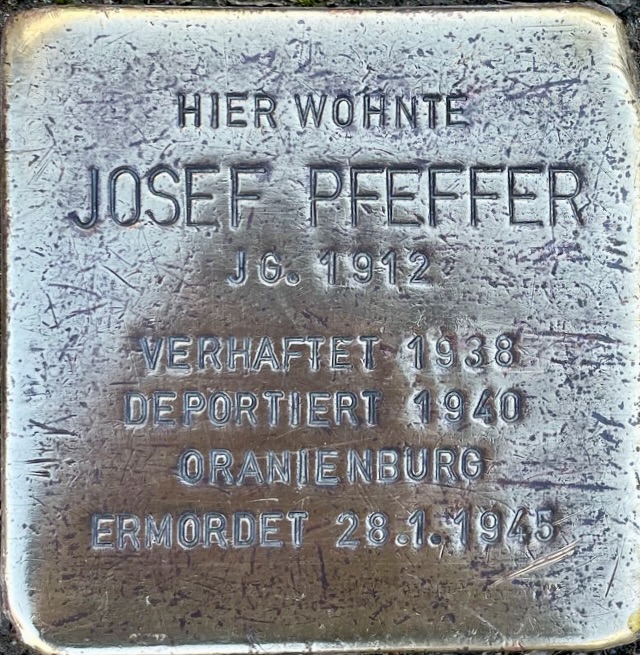 HIER WOHNTE
JOSEF PFEFFER
JG. 1912
VERHAFTET 1938
DEPORTIERT 1940
ORANIENBURG
ERMORDET 28.1.1945